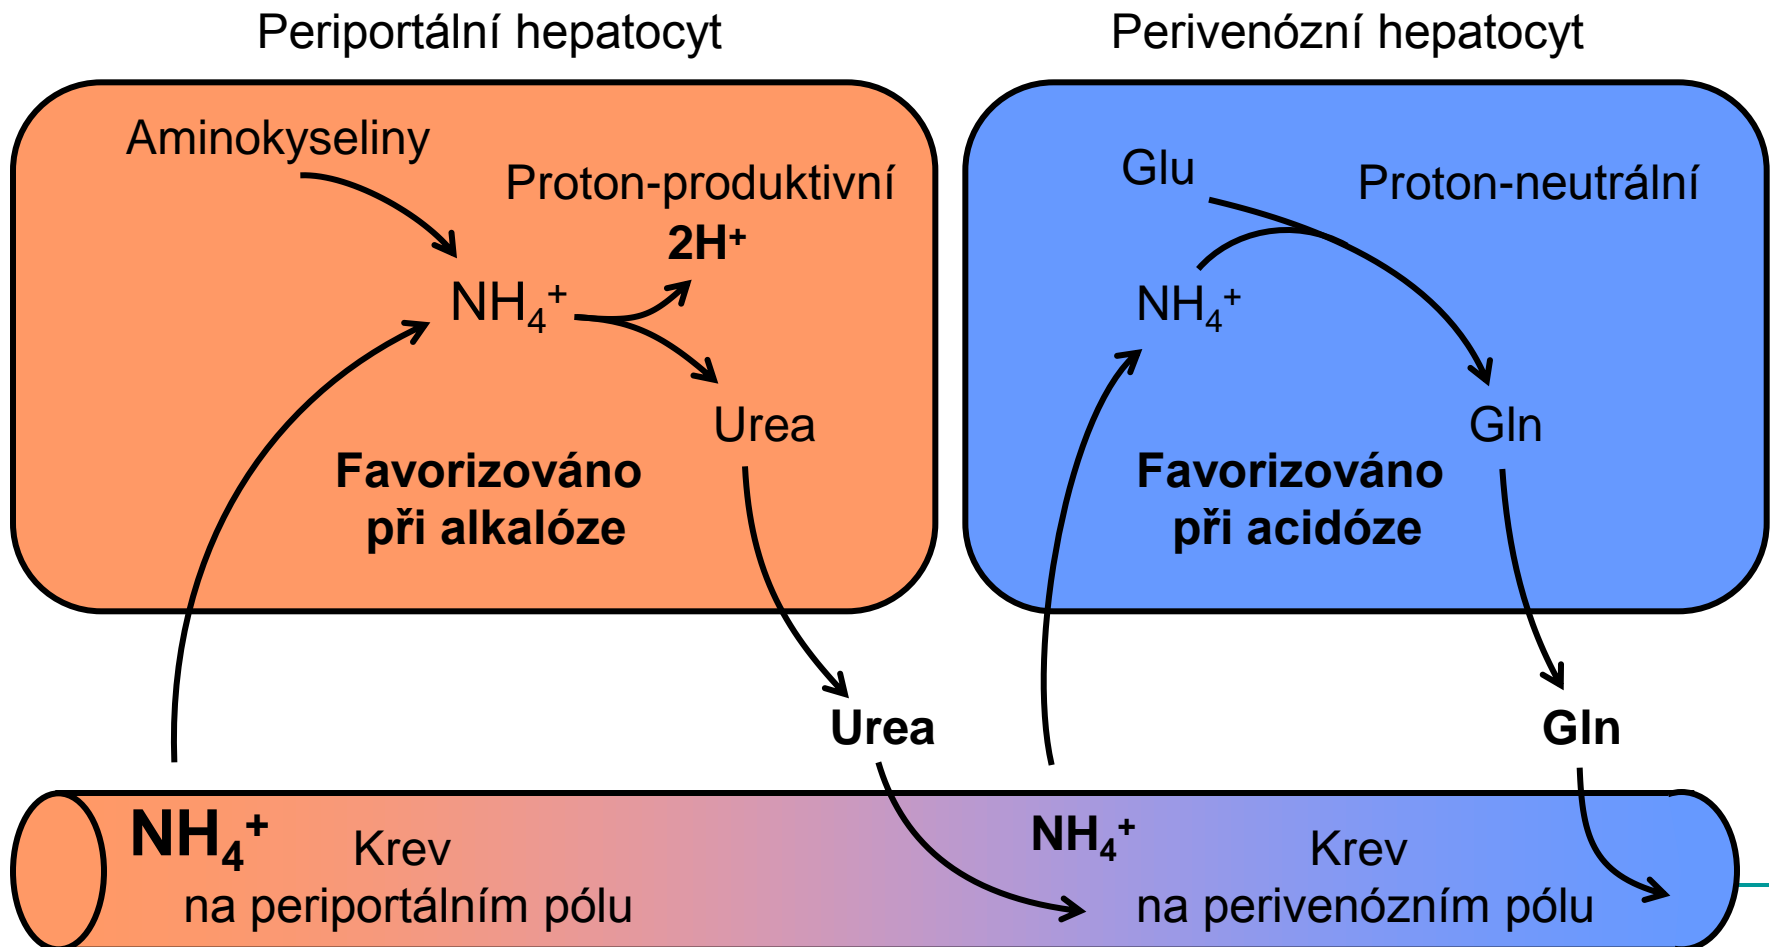 Periportální hepatocyt
Perivenózní hepatocyt
Aminokyseliny
Proton-produktivní
2H⁺
NH₄⁺
Urea
Favorizováno
při alkalóze
Glu
Proton-neutrální
NH₄⁺
Gln
Favorizováno
při acidóze
Urea
Gln
NH₄⁺
Krev
na periportálním pólu
NH₄⁺
Krev
na perivenózním pólu